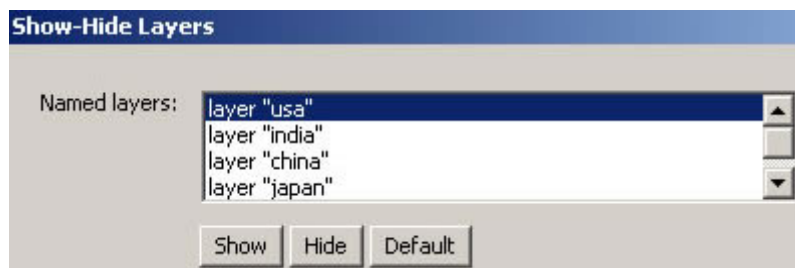 Show-Hide Layers
Named layers:
layer "usa"
layer "india"
layer "china"
layer "japan"
Show Hide Default